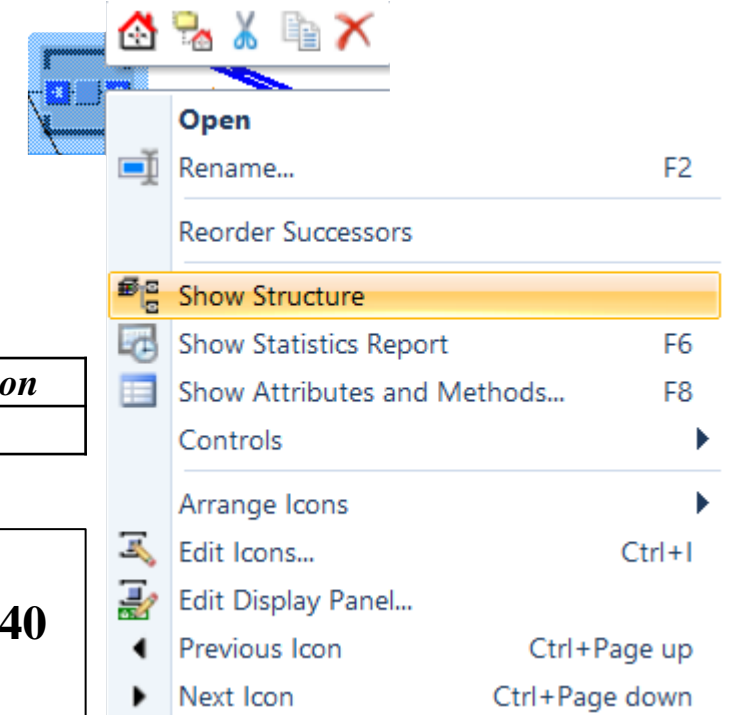 Open
Rename... F2
Reorder Successors
Show Structure
Show Statistics Report F6
on
Show Attributes and Methods... F8
Controls
Arrange Icons
Edit Icons... Ctrl+I
40
Edit Display Panel...
Previous Icon Ctrl+Page up
Next Icon Ctrl+Page down